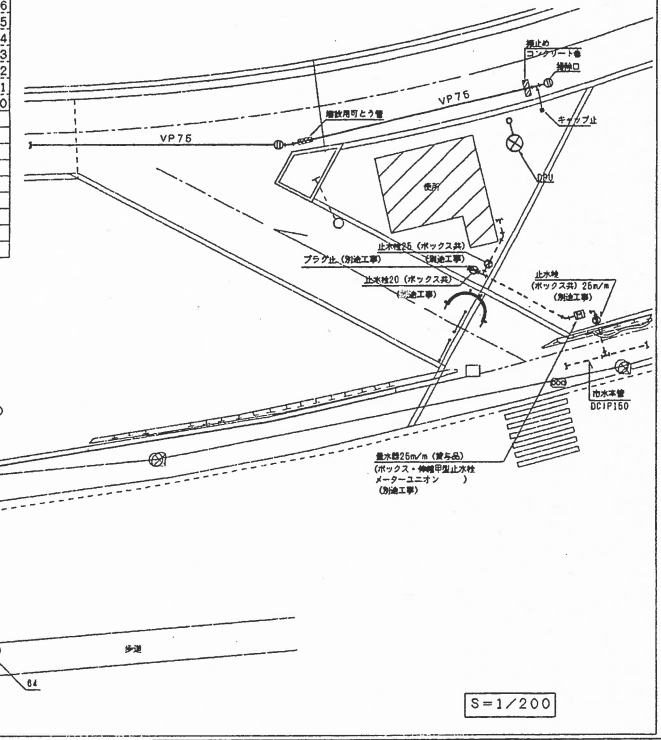 6
5
4
3
2
1
0
根止め
コンクリート巻
掃除口
VP75
キャップ止
埋設用可とう管
VP75
便所
止水栓25 (ボックス共)
(別途工事)
プラグ止 (別途工事)
止水栓20 (ボックス共)
(別途工事)
止水栓
(ボックス共) 25m/m
(別途工事)
市水本管
DCIP150
量水器25m/m (貸与品)
(ボックス・伸縮甲型止水栓
メーターユニオン )
(別途工事)
歩道
64
S=1/200